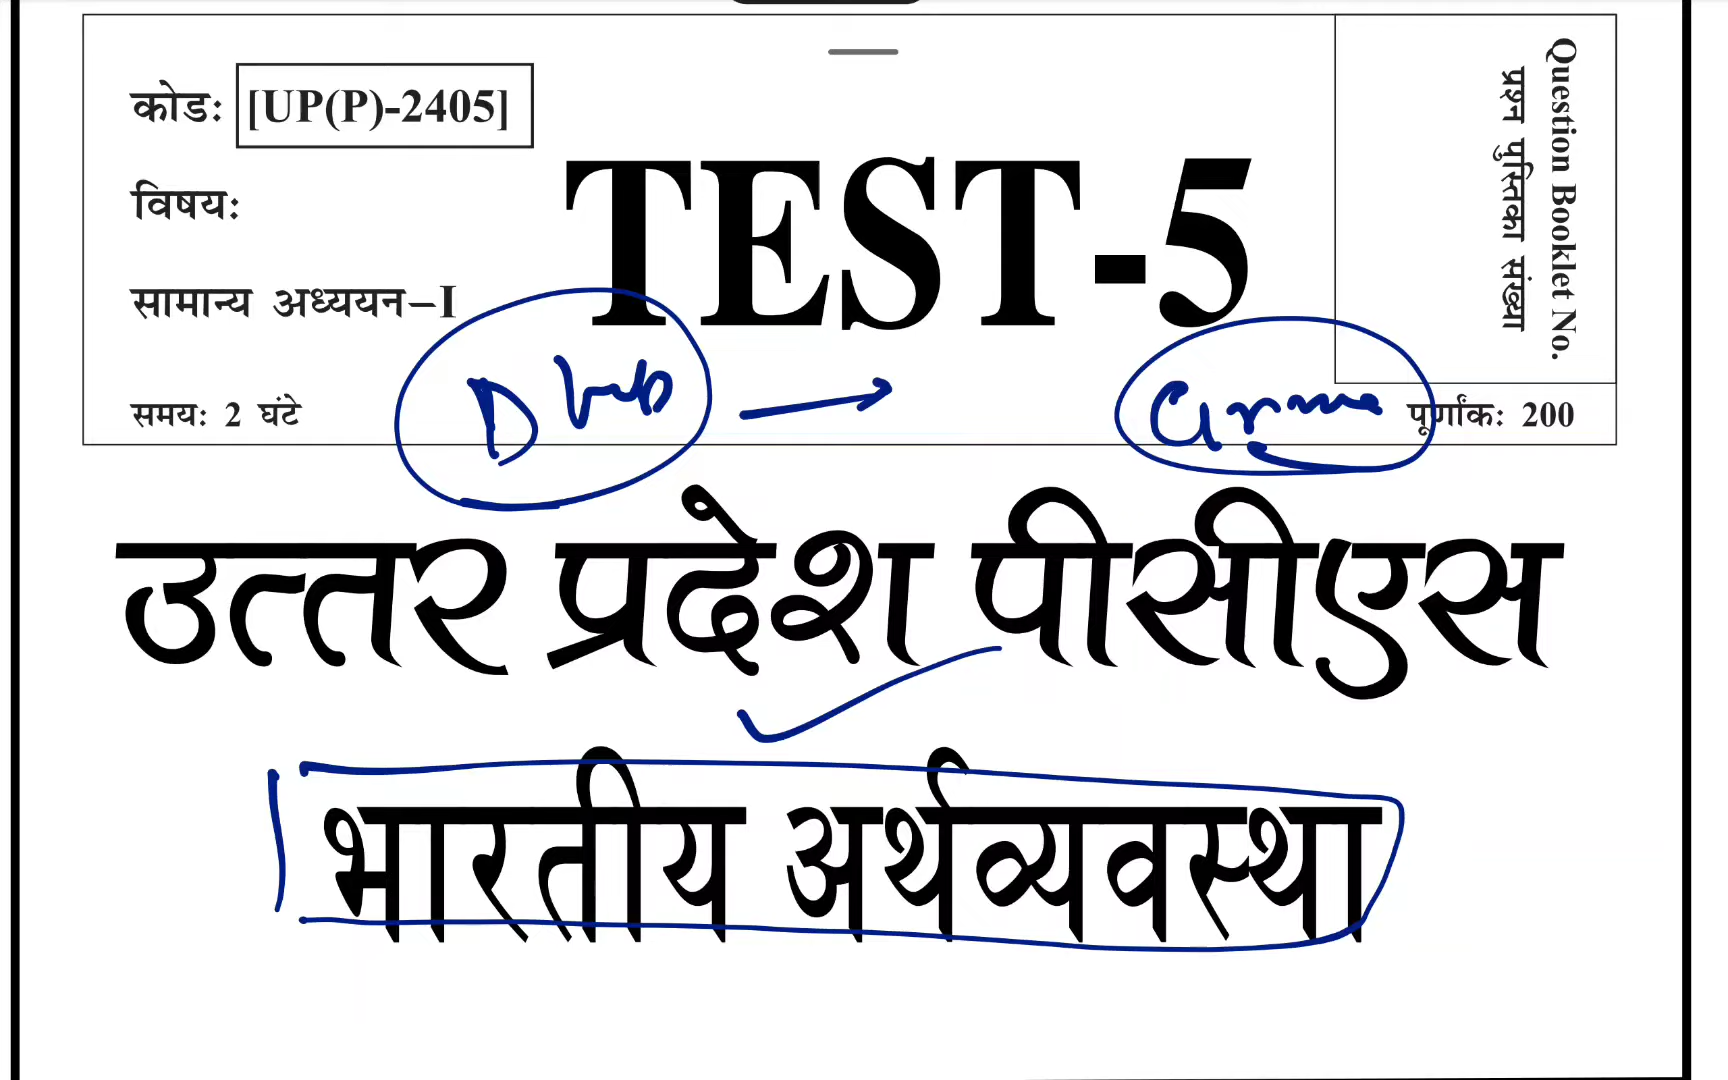 कोडः [UP(P)-2405]
विषयः
सामान्य अध्ययन–I
TEST-5
Question Booklet No.
प्रश्न पुस्तिका संख्या
समयः 2 घंटे
पूर्णांकः 200
उत्तर प्रदेश पीसीएस
भारतीय अर्थव्यवस्था